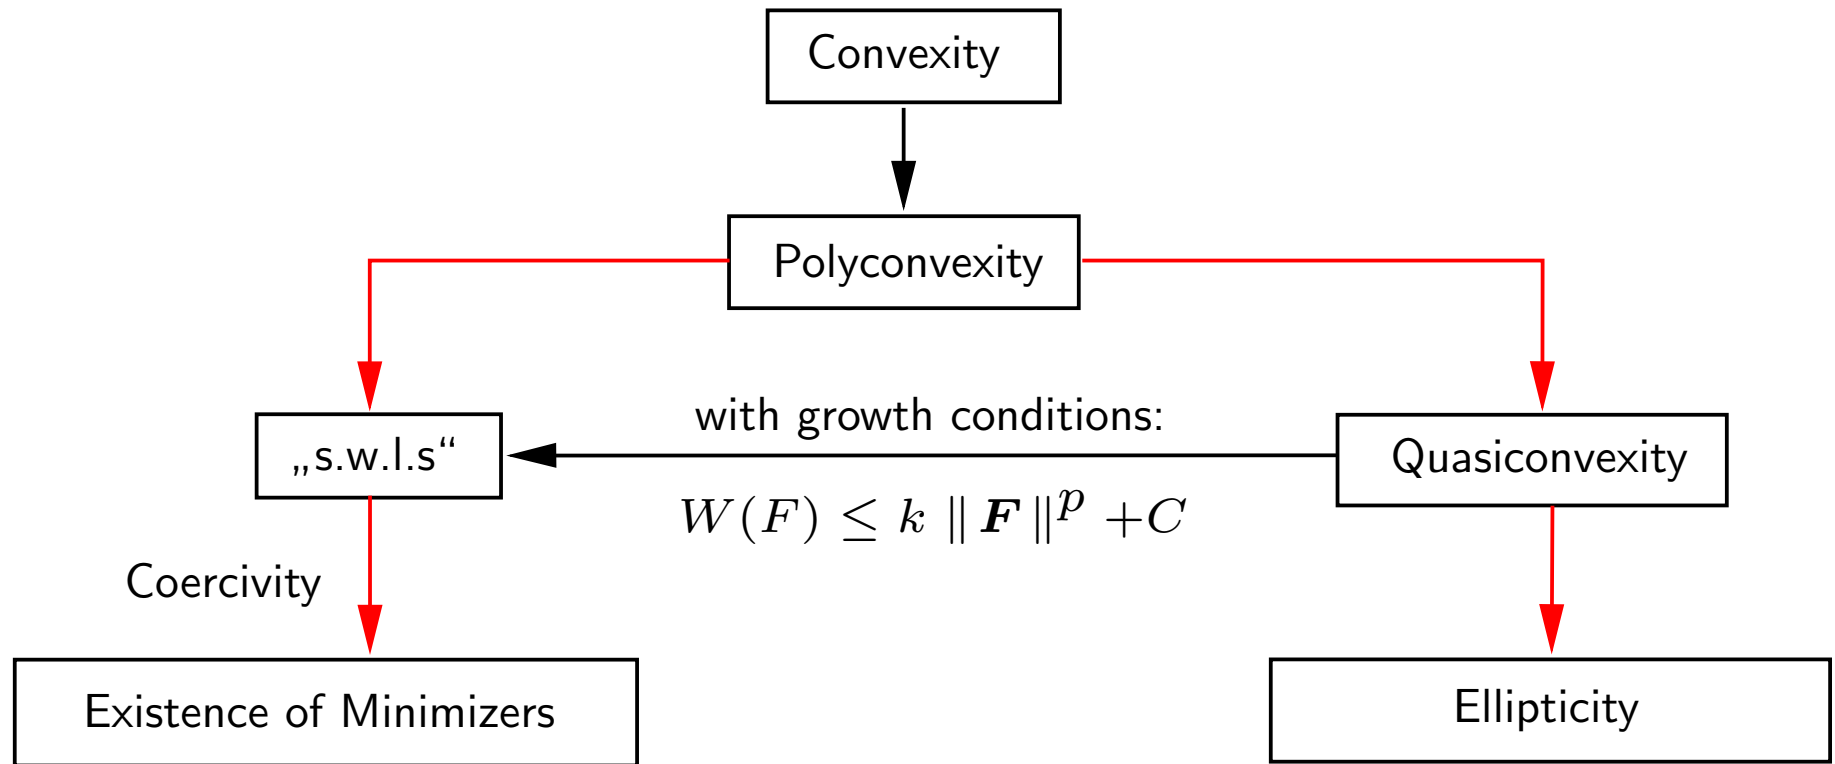 Convexity
Polyconvexity
with growth conditions:
„s.w.l.s“
Quasiconvexity
W(F) ≤ k ‖ F ‖^p +C
Coercivity
Existence of Minimizers
Ellipticity